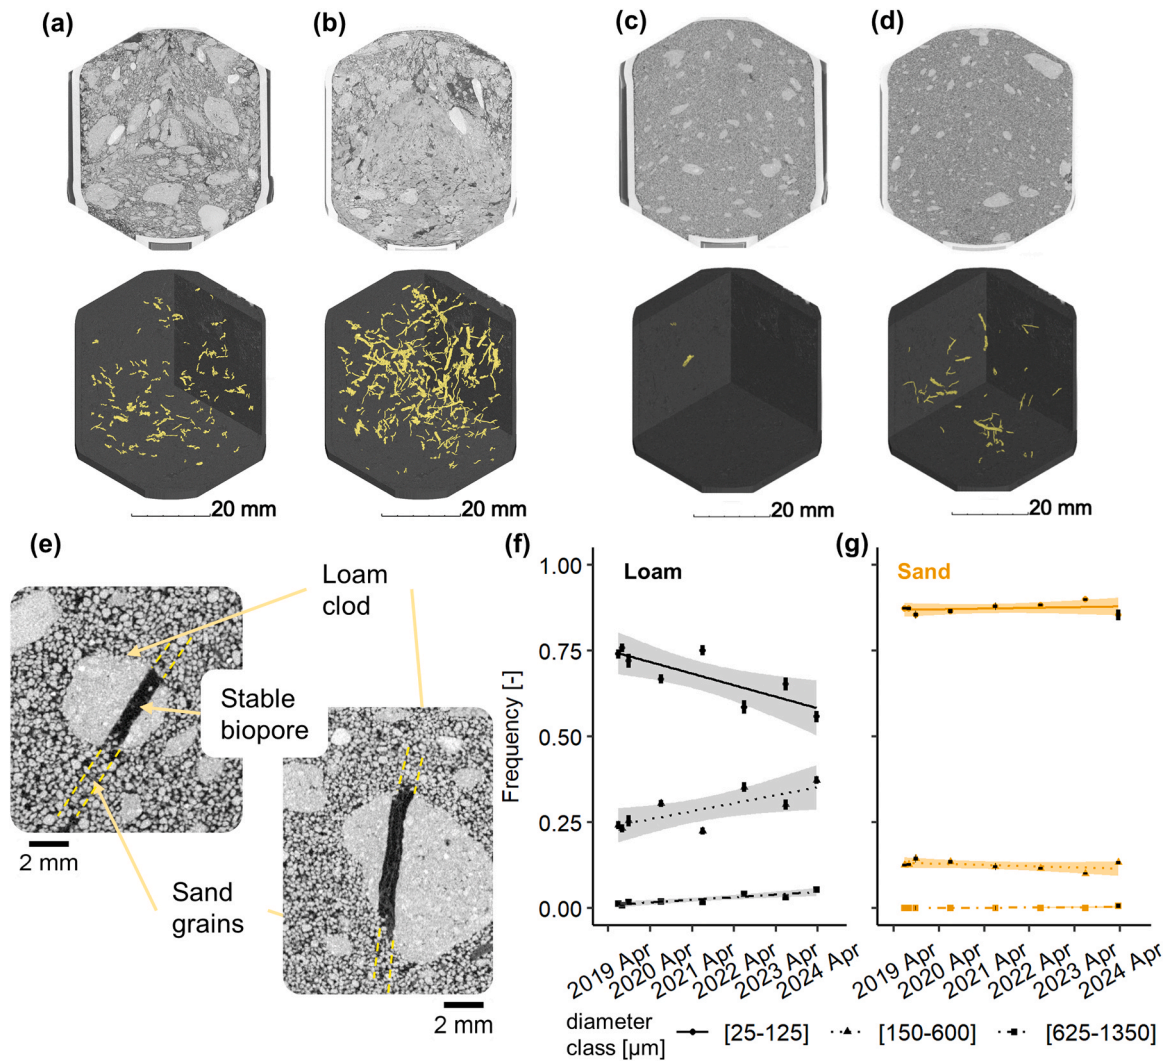 (a)
(b)
(c)
(d)
20 mm
20 mm
20 mm
20 mm
(e)
Loam
clod
Stable
biopore
Sand
grains
2 mm
2 mm
(f)
Loam
Frequency [-]
1.00
0.75
0.50
0.25
0.00
2019 Apr
2020 Apr
2021 Apr
2022 Apr
2023 Apr
2024 Apr
(g)
Sand
2019 Apr
2020 Apr
2021 Apr
2022 Apr
2023 Apr
2024 Apr
diameter
class [µm]
[25-125]
[150-600]
[625-1350]